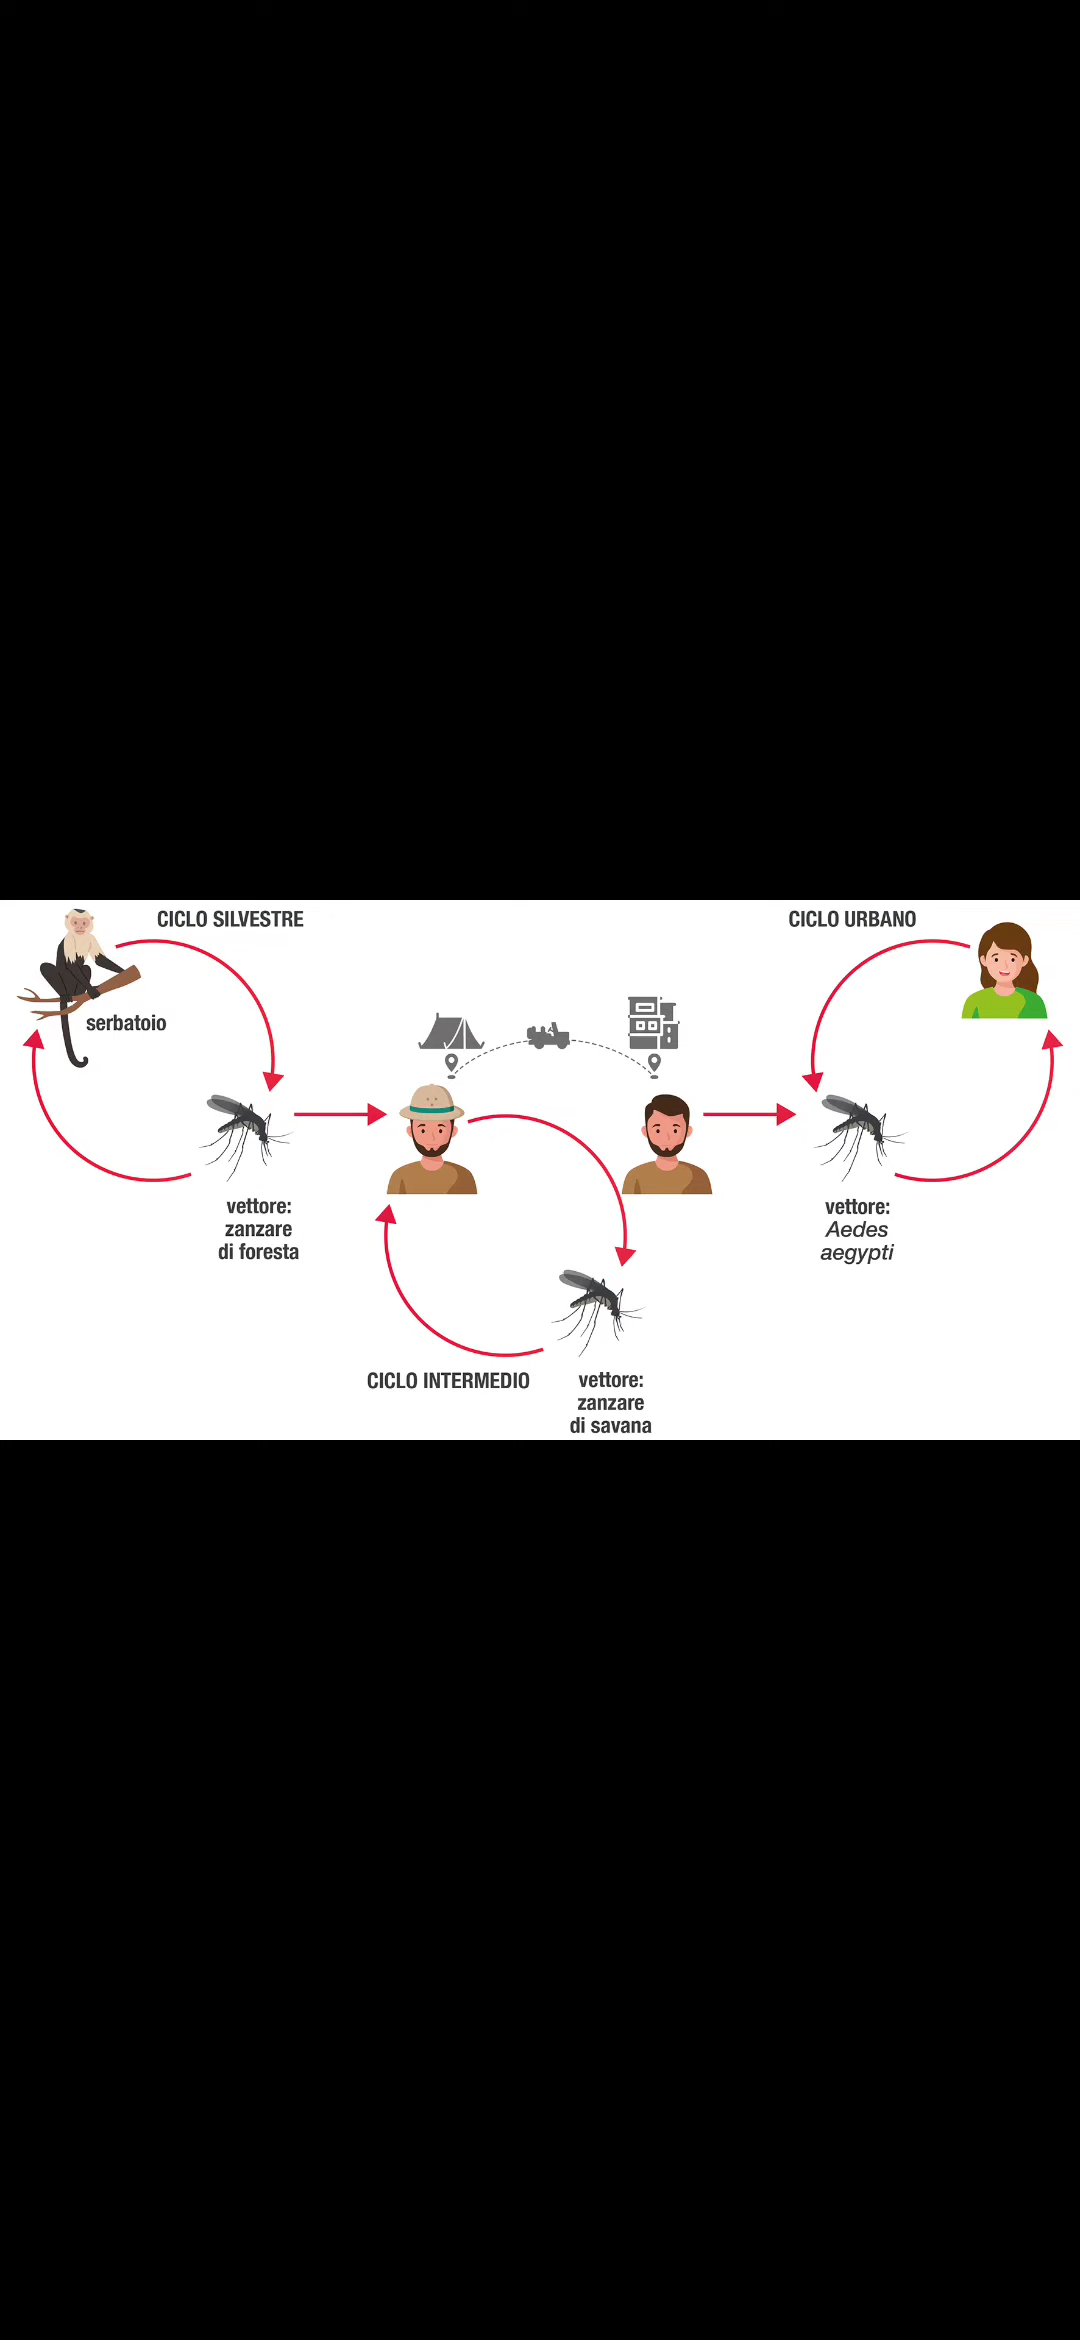 CICLO SILVESTRE
serbatoio
vettore:
zanzare
di foresta
CICLO INTERMEDIO
vettore:
zanzare
di savana
CICLO URBANO
vettore:
Aedes
aegypti